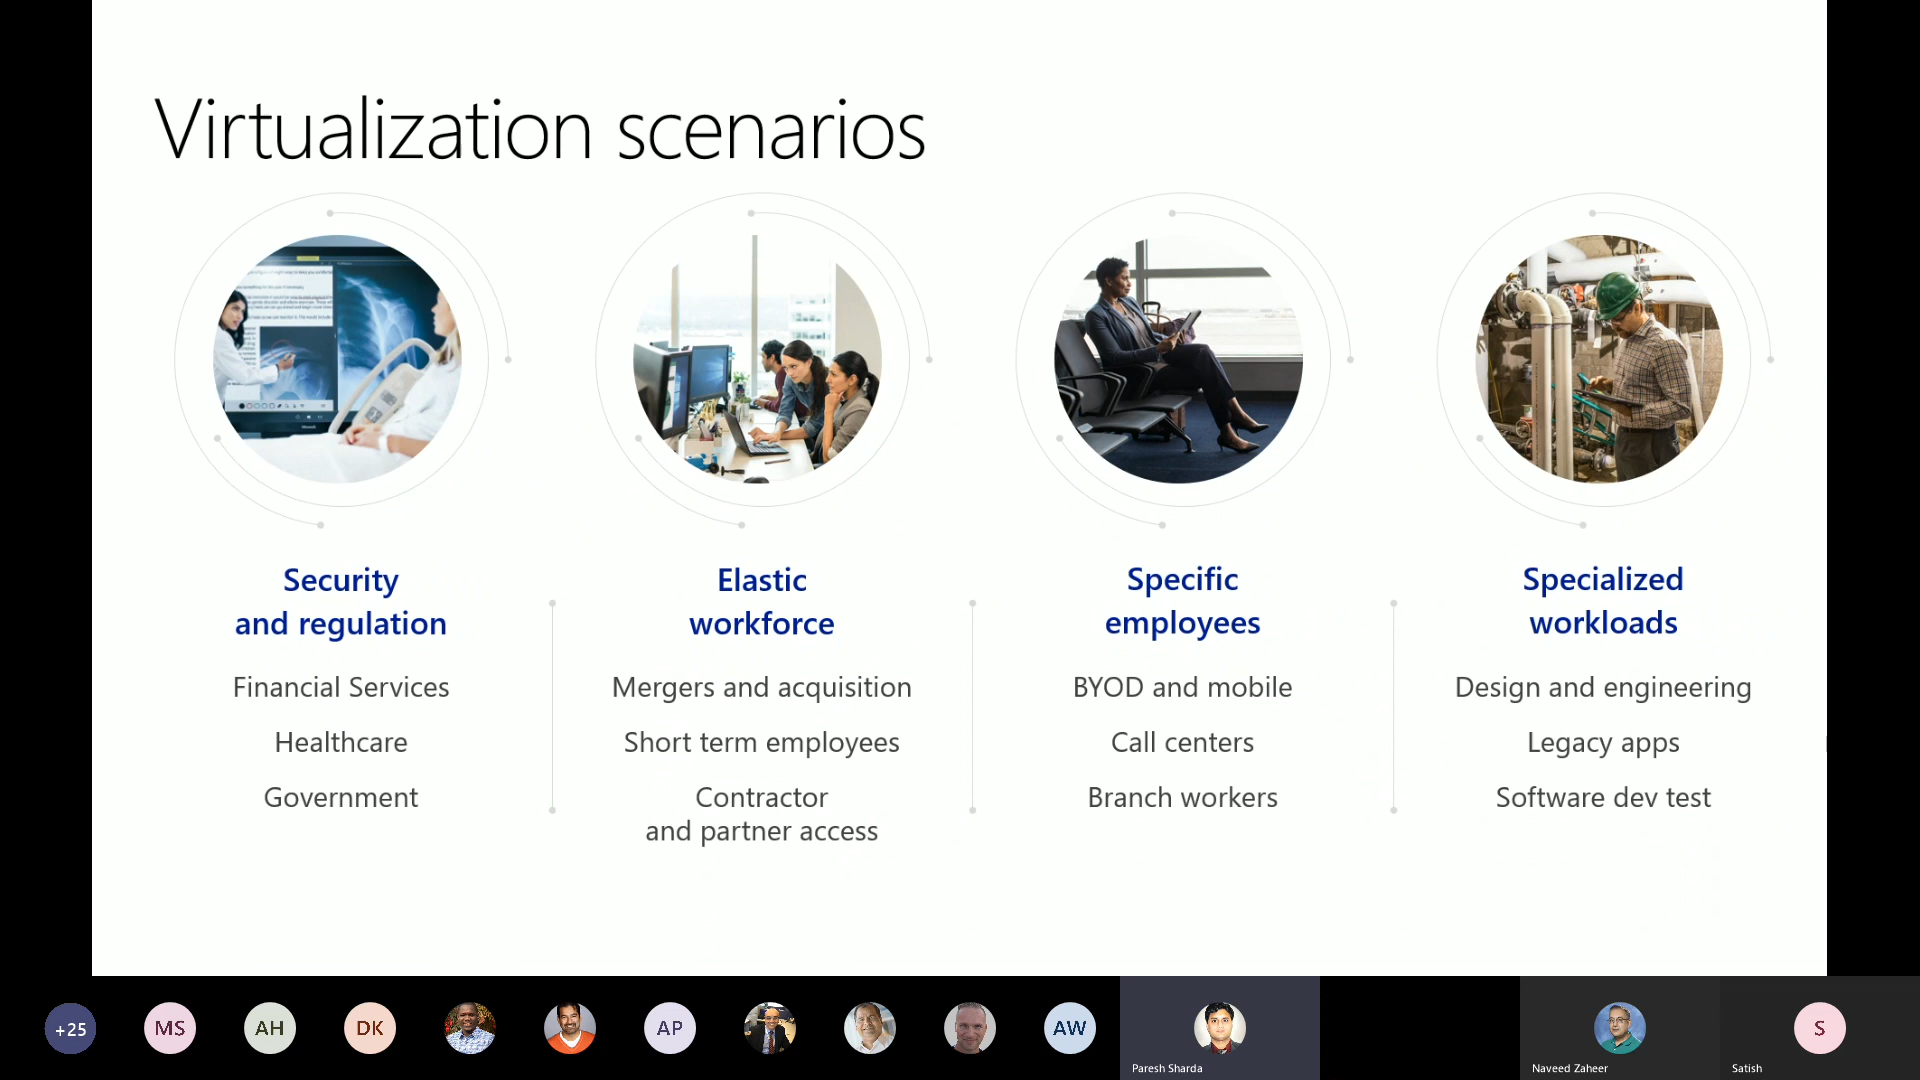 Virtualization scenarios
Security
and regulation
Financial Services
Healthcare
Government
Elastic
workforce
Mergers and acquisition
Short term employees
Contractor
and partner access
Specific
employees
BYOD and mobile
Call centers
Branch workers
Specialized
workloads
Design and engineering
Legacy apps
Software dev test
+25
MS
AH
DK
AP
AW
Paresh Sharda
Naveed Zaheer
S
Satish